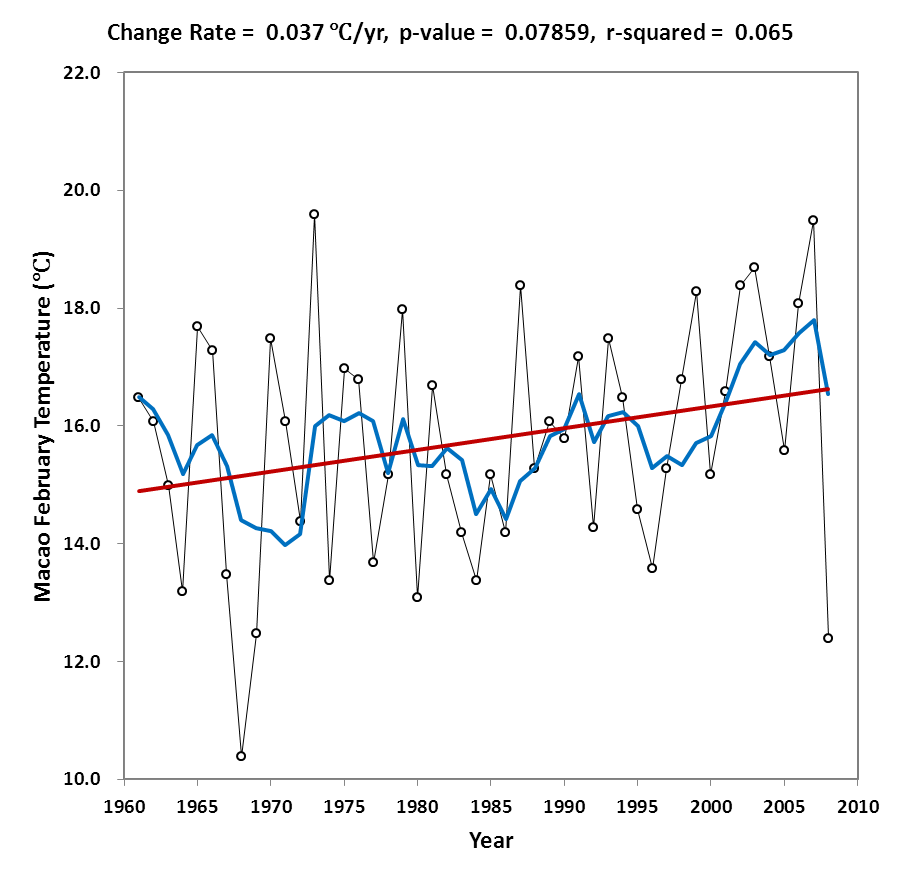 Change Rate = 0.037 ℃/yr, p-value = 0.07859, r-squared = 0.065
22.0
20.0
18.0
16.0
14.0
12.0
10.0
Macao February Temperature (℃)
1960 1965 1970 1975 1980 1985 1990 1995 2000 2005 2010
Year